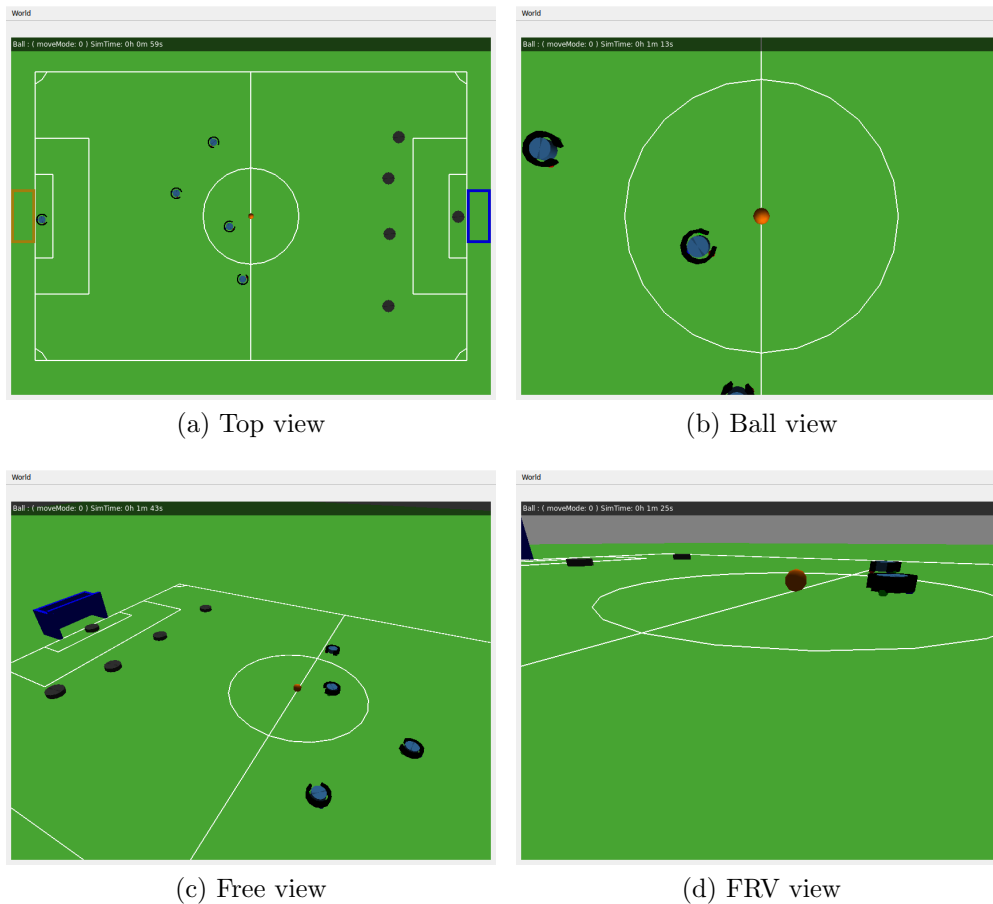 World
Ball : ( moveMode: 0 ) SimTime: 0h 0m 59s
(a) Top view
World
Ball : ( moveMode: 0 ) SimTime: 0h 1m 13s
(b) Ball view
World
Ball : ( moveMode: 0 ) SimTime: 0h 1m 43s
(c) Free view
World
Ball : ( moveMode: 0 ) SimTime: 0h 1m 25s
(d) FRV view